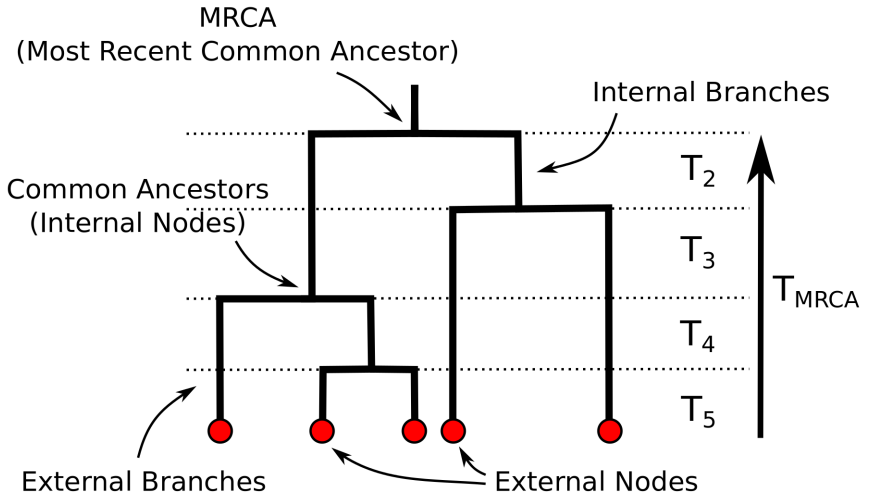 MRCA
(Most Recent Common Ancestor)
Internal Branches
T2
Common Ancestors
(Internal Nodes)
T3
TMRCA
T4
T5
External Branches
External Nodes